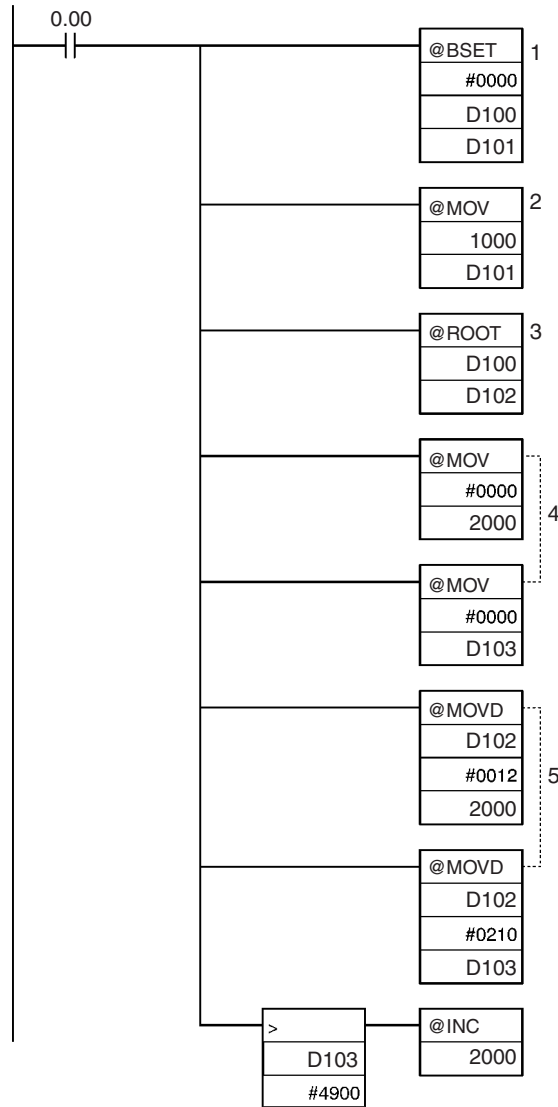 0.00
@BSET
1
#0000
D100
D101
@MOV
2
1000
D101
@ROOT
3
D100
D102
@MOV
#0000
2000
4
@MOV
#0000
D103
@MOVD
D102
#0012
2000
5
@MOVD
D102
#0210
D103
>
D103
#4900
@INC
2000